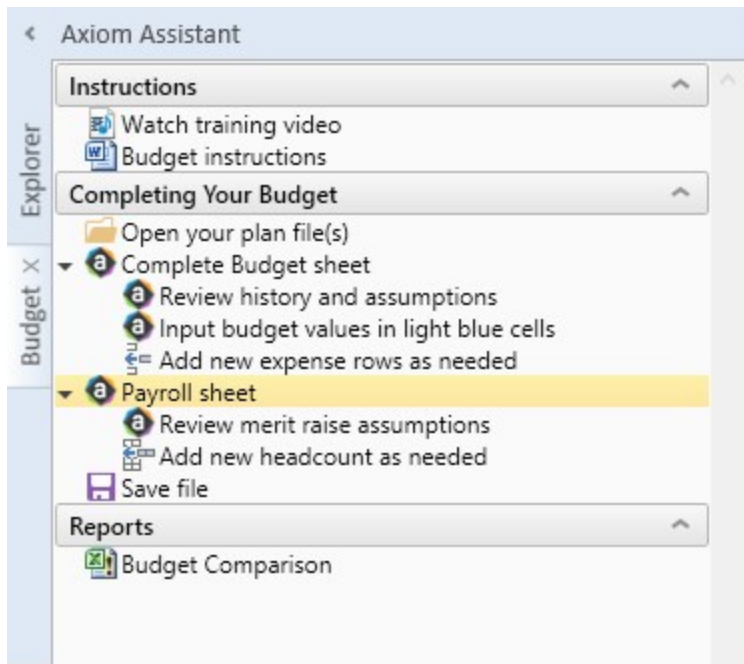 Axiom Assistant
Explorer
Budget
Instructions
Watch training video
Budget instructions
Completing Your Budget
Open your plan file(s)
Complete Budget sheet
Review history and assumptions
Input budget values in light blue cells
Add new expense rows as needed
Payroll sheet
Review merit raise assumptions
Add new headcount as needed
Save file
Reports
Budget Comparison